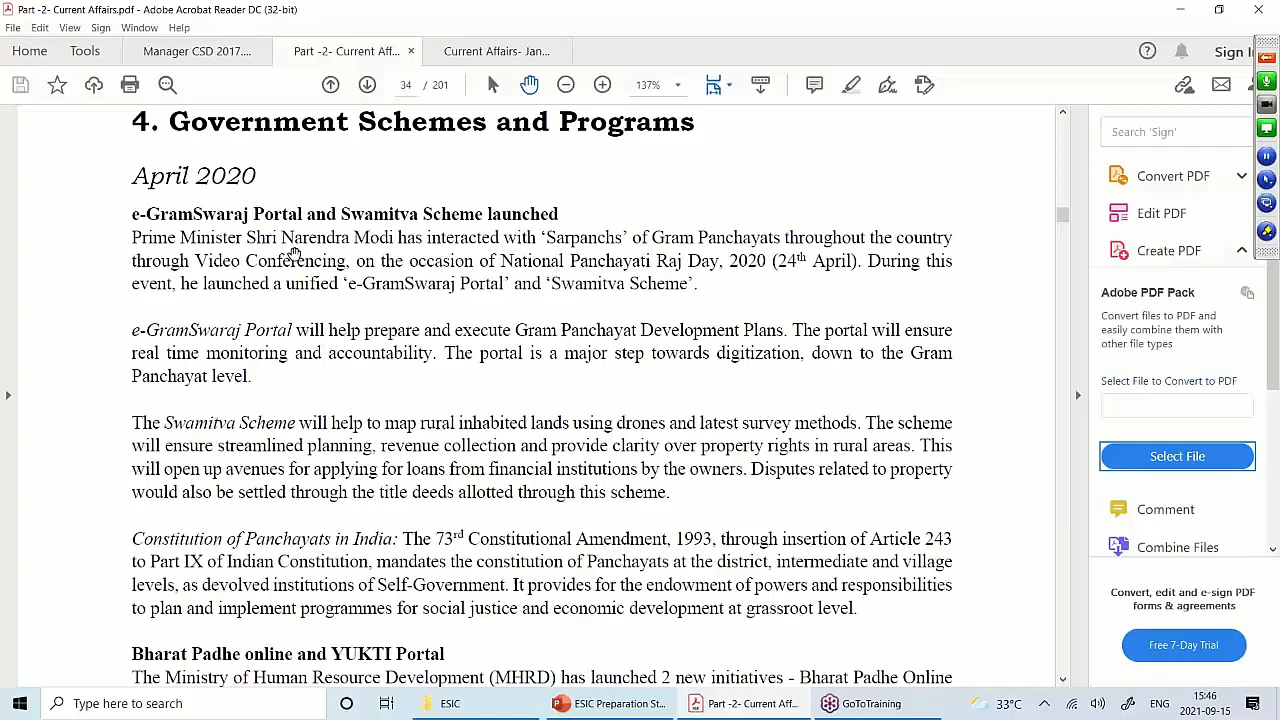 Part -2- Current Affairs.pdf - Adobe Acrobat Reader DC (32-bit)
File Edit View Sign Window Help
Home Tools Manager CSD 2017.... Part -2- Current Aff... × Current Affairs- Jan... Sign I
34 / 201 137%
4. Government Schemes and Programs
April 2020
e-GramSwaraj Portal and Swamitva Scheme launched
Prime Minister Shri Narendra Modi has interacted with ‘Sarpanchs’ of Gram Panchayats throughout the country
through Video Conferencing, on the occasion of National Panchayati Raj Day, 2020 (24th April). During this
event, he launched a unified ‘e-GramSwaraj Portal’ and ‘Swamitva Scheme’.
e-GramSwaraj Portal will help prepare and execute Gram Panchayat Development Plans. The portal will ensure
real time monitoring and accountability. The portal is a major step towards digitization, down to the Gram
Panchayat level.
The Swamitva Scheme will help to map rural inhabited lands using drones and latest survey methods. The scheme
will ensure streamlined planning, revenue collection and provide clarity over property rights in rural areas. This
will open up avenues for applying for loans from financial institutions by the owners. Disputes related to property
would also be settled through the title deeds allotted through this scheme.
Constitution of Panchayats in India: The 73rd Constitutional Amendment, 1993, through insertion of Article 243
to Part IX of Indian Constitution, mandates the constitution of Panchayats at the district, intermediate and village
levels, as devolved institutions of Self-Government. It provides for the endowment of powers and responsibilities
to plan and implement programmes for social justice and economic development at grassroot level.
Bharat Padhe online and YUKTI Portal
The Ministry of Human Resource Development (MHRD) has launched 2 new initiatives - Bharat Padhe Online
Search 'Sign'
Convert PDF
Edit PDF
Create PDF
Adobe PDF Pack
Convert files to PDF and
easily combine them with
other file types
Select File to Convert to PDF
Select File
Comment
Combine Files
Convert, edit and e-sign PDF
forms & agreements
Free 7-Day Trial
Type here to search
ESIC
ESIC Preparation St...
Part -2- Current Aff...
GoToTraining
33°C
ENG
15:46
2021-09-15